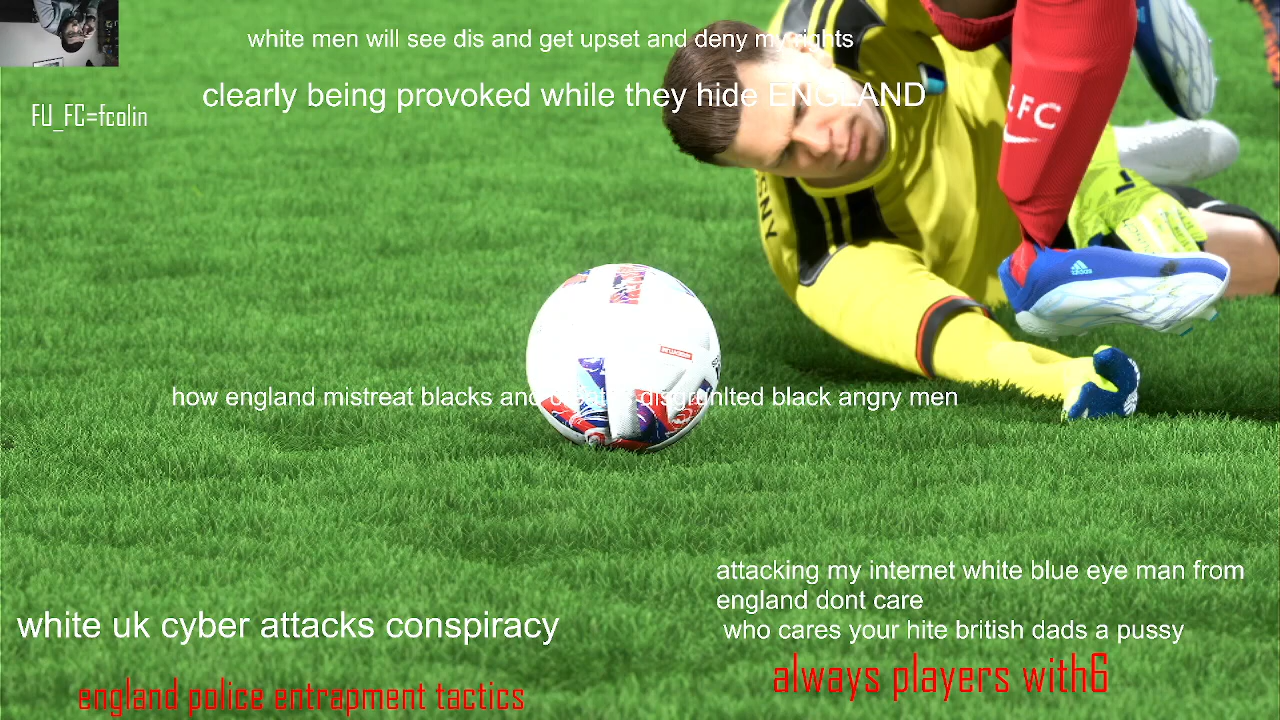 white men will see dis and get upset and deny my rights
clearly being provoked while they hide ENGLAND
FU_FC=fcolin
LFC
SNY
how england mistreat blacks and disgrunlted black angry men
attacking my internet white blue eye man from
england dont care
who cares your hite british dads a pussy
white uk cyber attacks conspiracy
always players with6
england police entrapment tactics